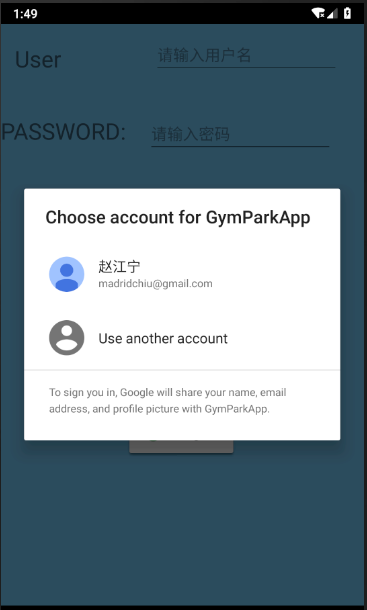 1:49
User
请输入用户名
PASSWORD:
请输入密码
Choose account for GymParkApp
赵江宁
madridchiu@gmail.com
Use another account
To sign you in, Google will share your name, email
address, and profile picture with GymParkApp.